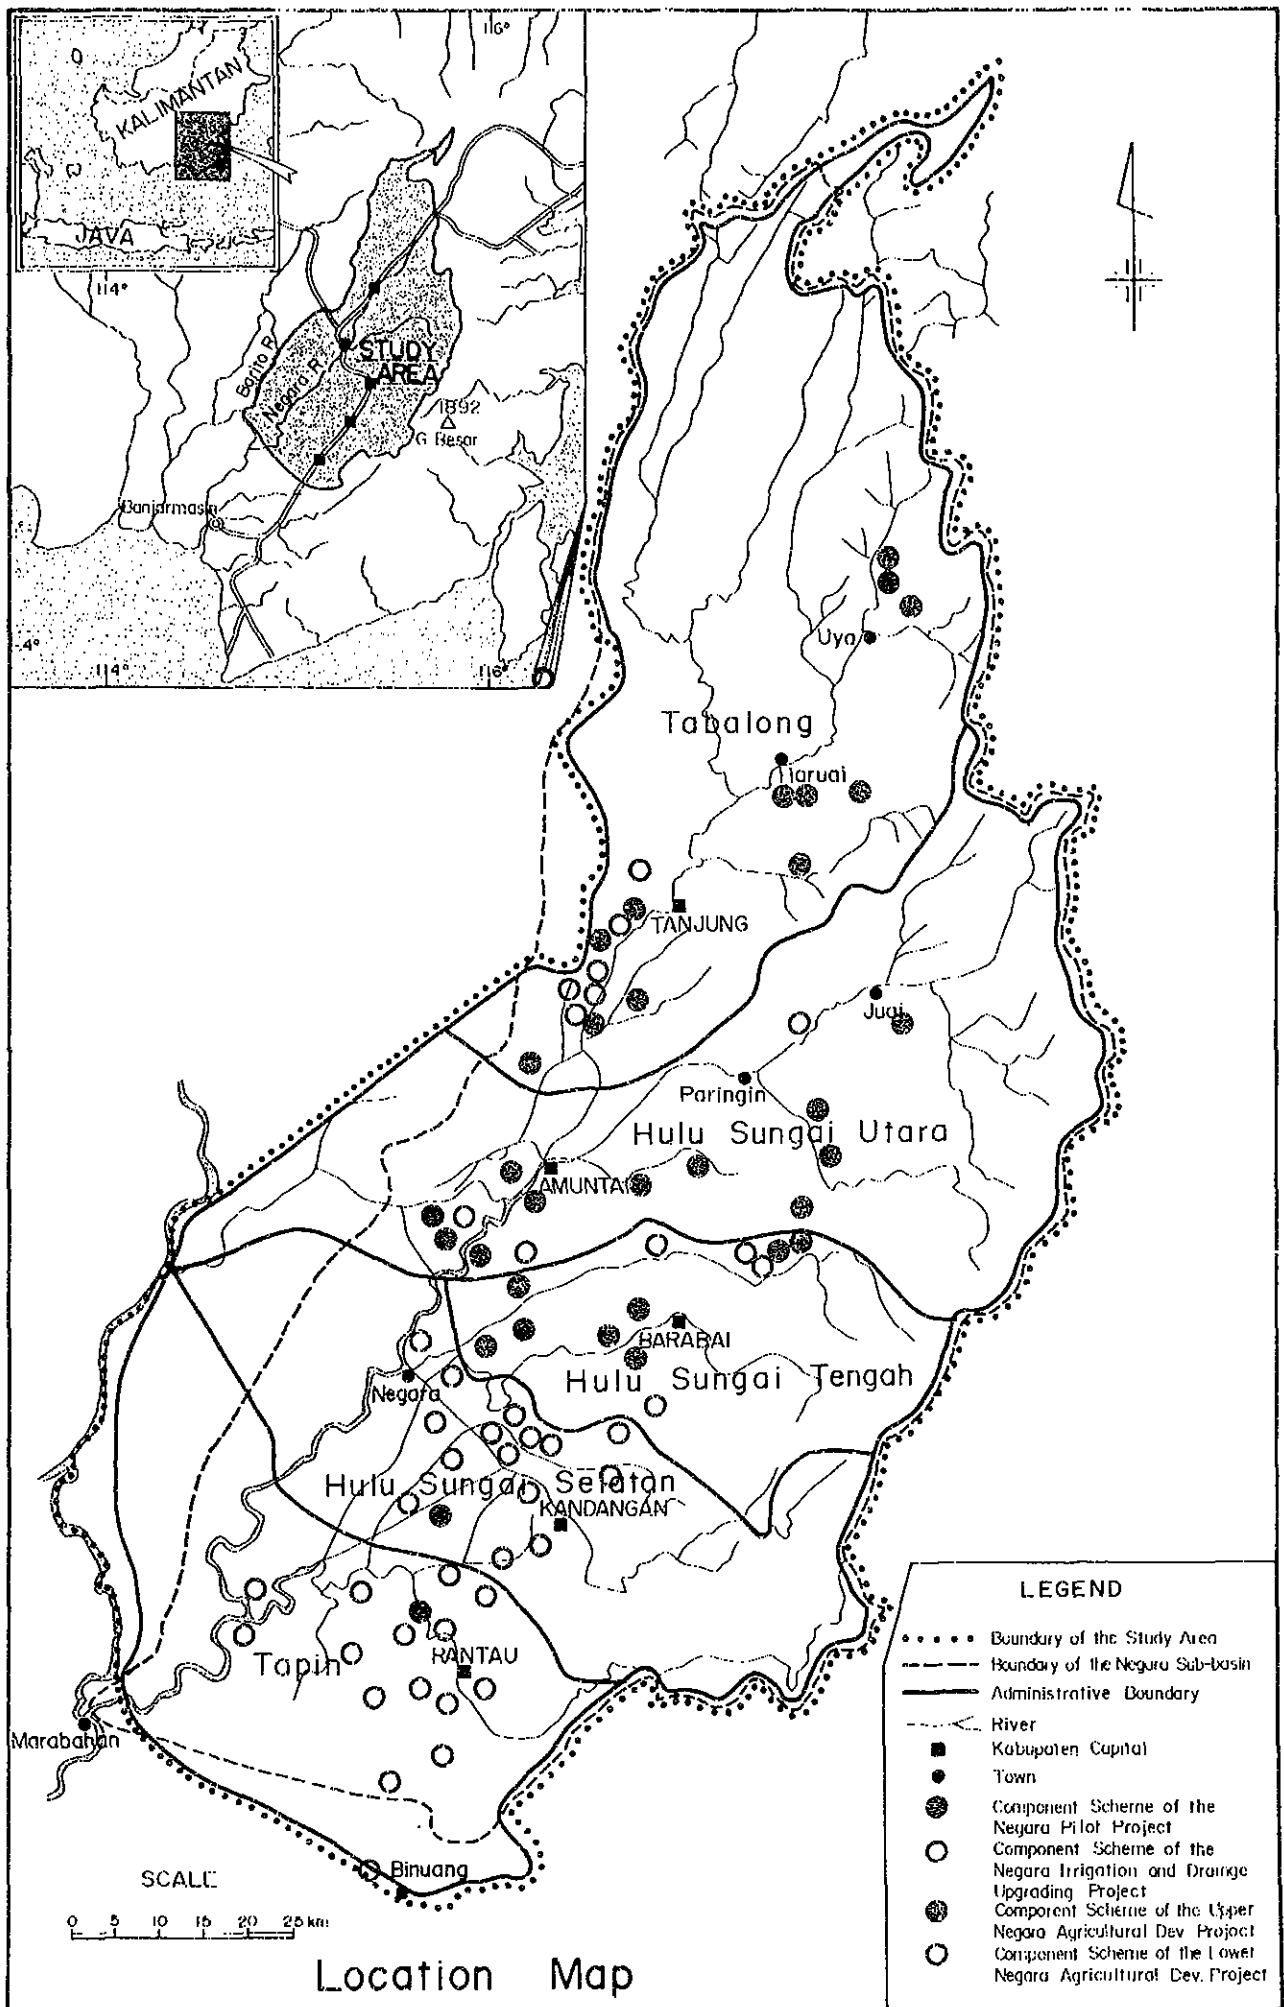 116°
0
KALIMANTAN
JAVA
114°
Barito R.
Negara R.
STUDY
AREA
1892
G. Besar
Banjarmasin
4°
114°
116°
Uya
Tabalong
Haruai
TANJUNG
Juai
Paringin
Hulu Sungai Utara
AMUNTAI
BARABAI
Hulu Sungai Tengah
Negara
Hulu Sungai Selatan
KANDANGAN
Tapin
RANTAU
Marabahan
Binuang
SCALE
0 5 10 15 20 25 km
Location Map
LEGEND
Boundary of the Study Area
Boundary of the Negara Sub-basin
Administrative Boundary
River
Kabupaten Capital
Town
Component Scheme of the
Negara Pilot Project
Component Scheme of the
Negara Irrigation and Drainage
Upgrading Project
Component Scheme of the Upper
Negara Agricultural Dev. Project
Component Scheme of the Lower
Negara Agricultural Dev. Project